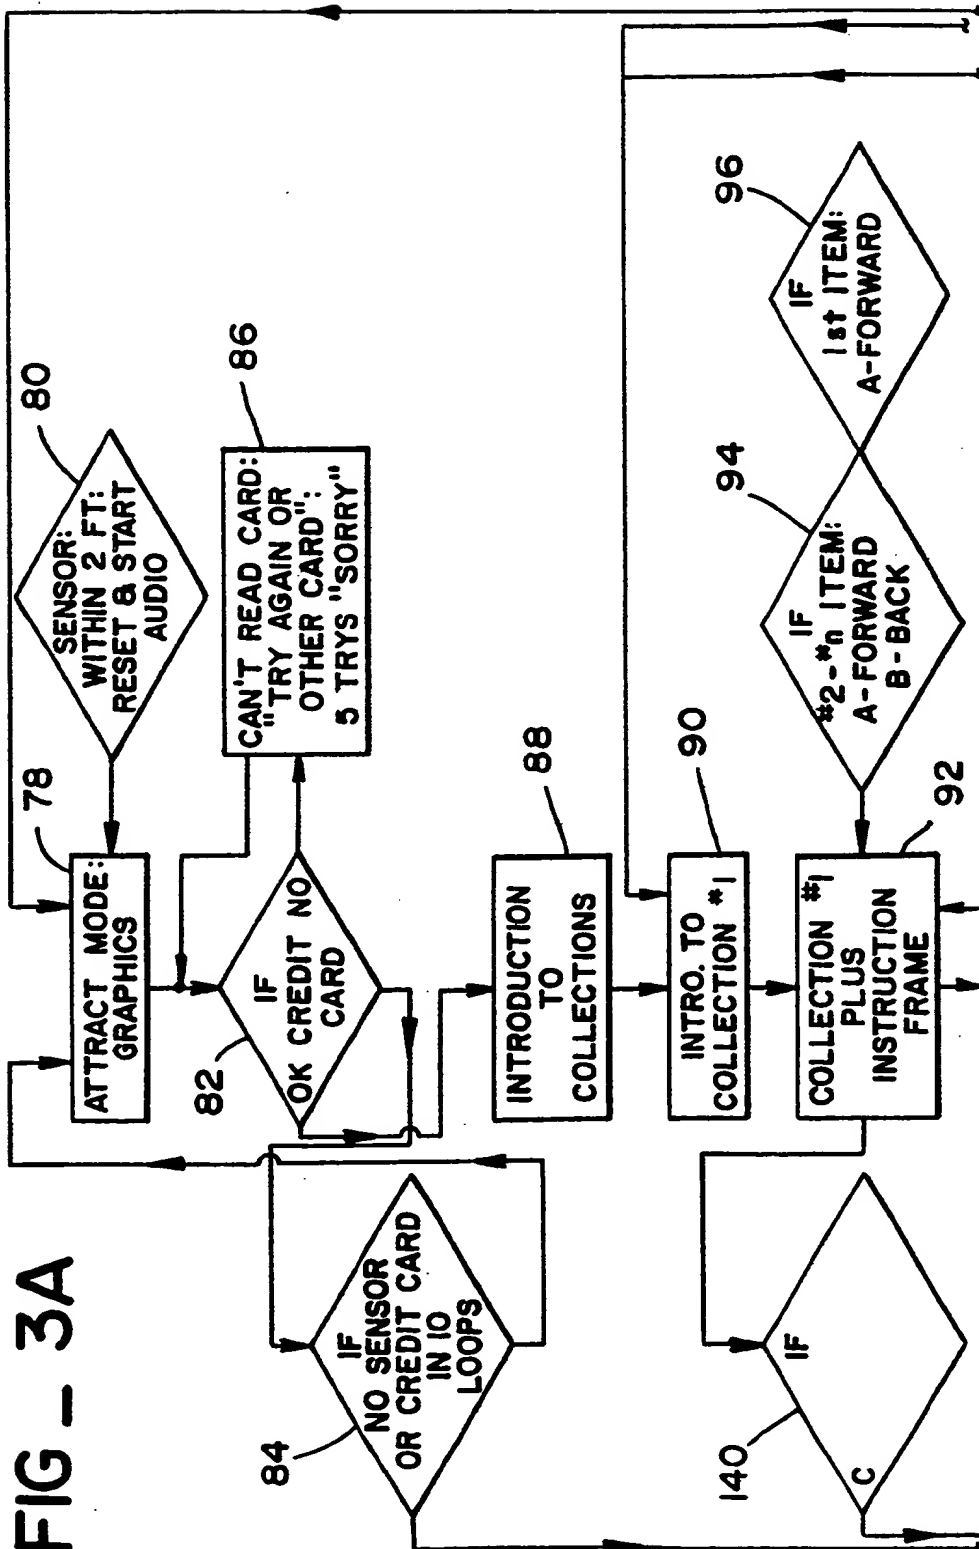 FIG_3A
80
SENSOR:
WITHIN 2 FT:
RESET & START
AUDIO
78
ATTRACT MODE:
GRAPHICS
86
CAN'T READ CARD:
"TRY AGAIN OR
OTHER CARD":
5 TRYS "SORRY"
82
IF
OK CREDIT NO
CARD
84
IF
NO SENSOR
OR CREDIT CARD
IN 10
LOOPS
88
INTRODUCTION
TO
COLLECTIONS
90
INTRO. TO
COLLECTION #1
96
IF
1st ITEM:
A-FORWARD
94
IF
#2-#n ITEM:
A-FORWARD
B-BACK
92
COLLECTION #1
PLUS
INSTRUCTION
FRAME
140
IF
C